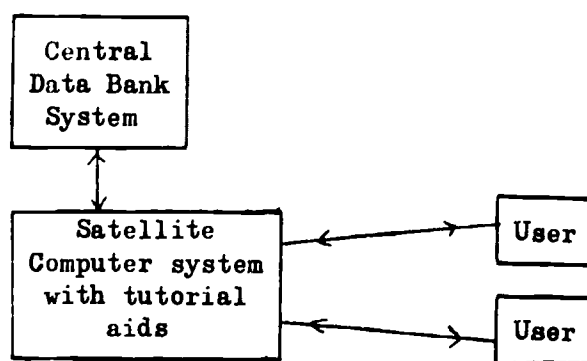 Central
Data Bank
System
Satellite
Computer system
with tutorial
aids
User
User